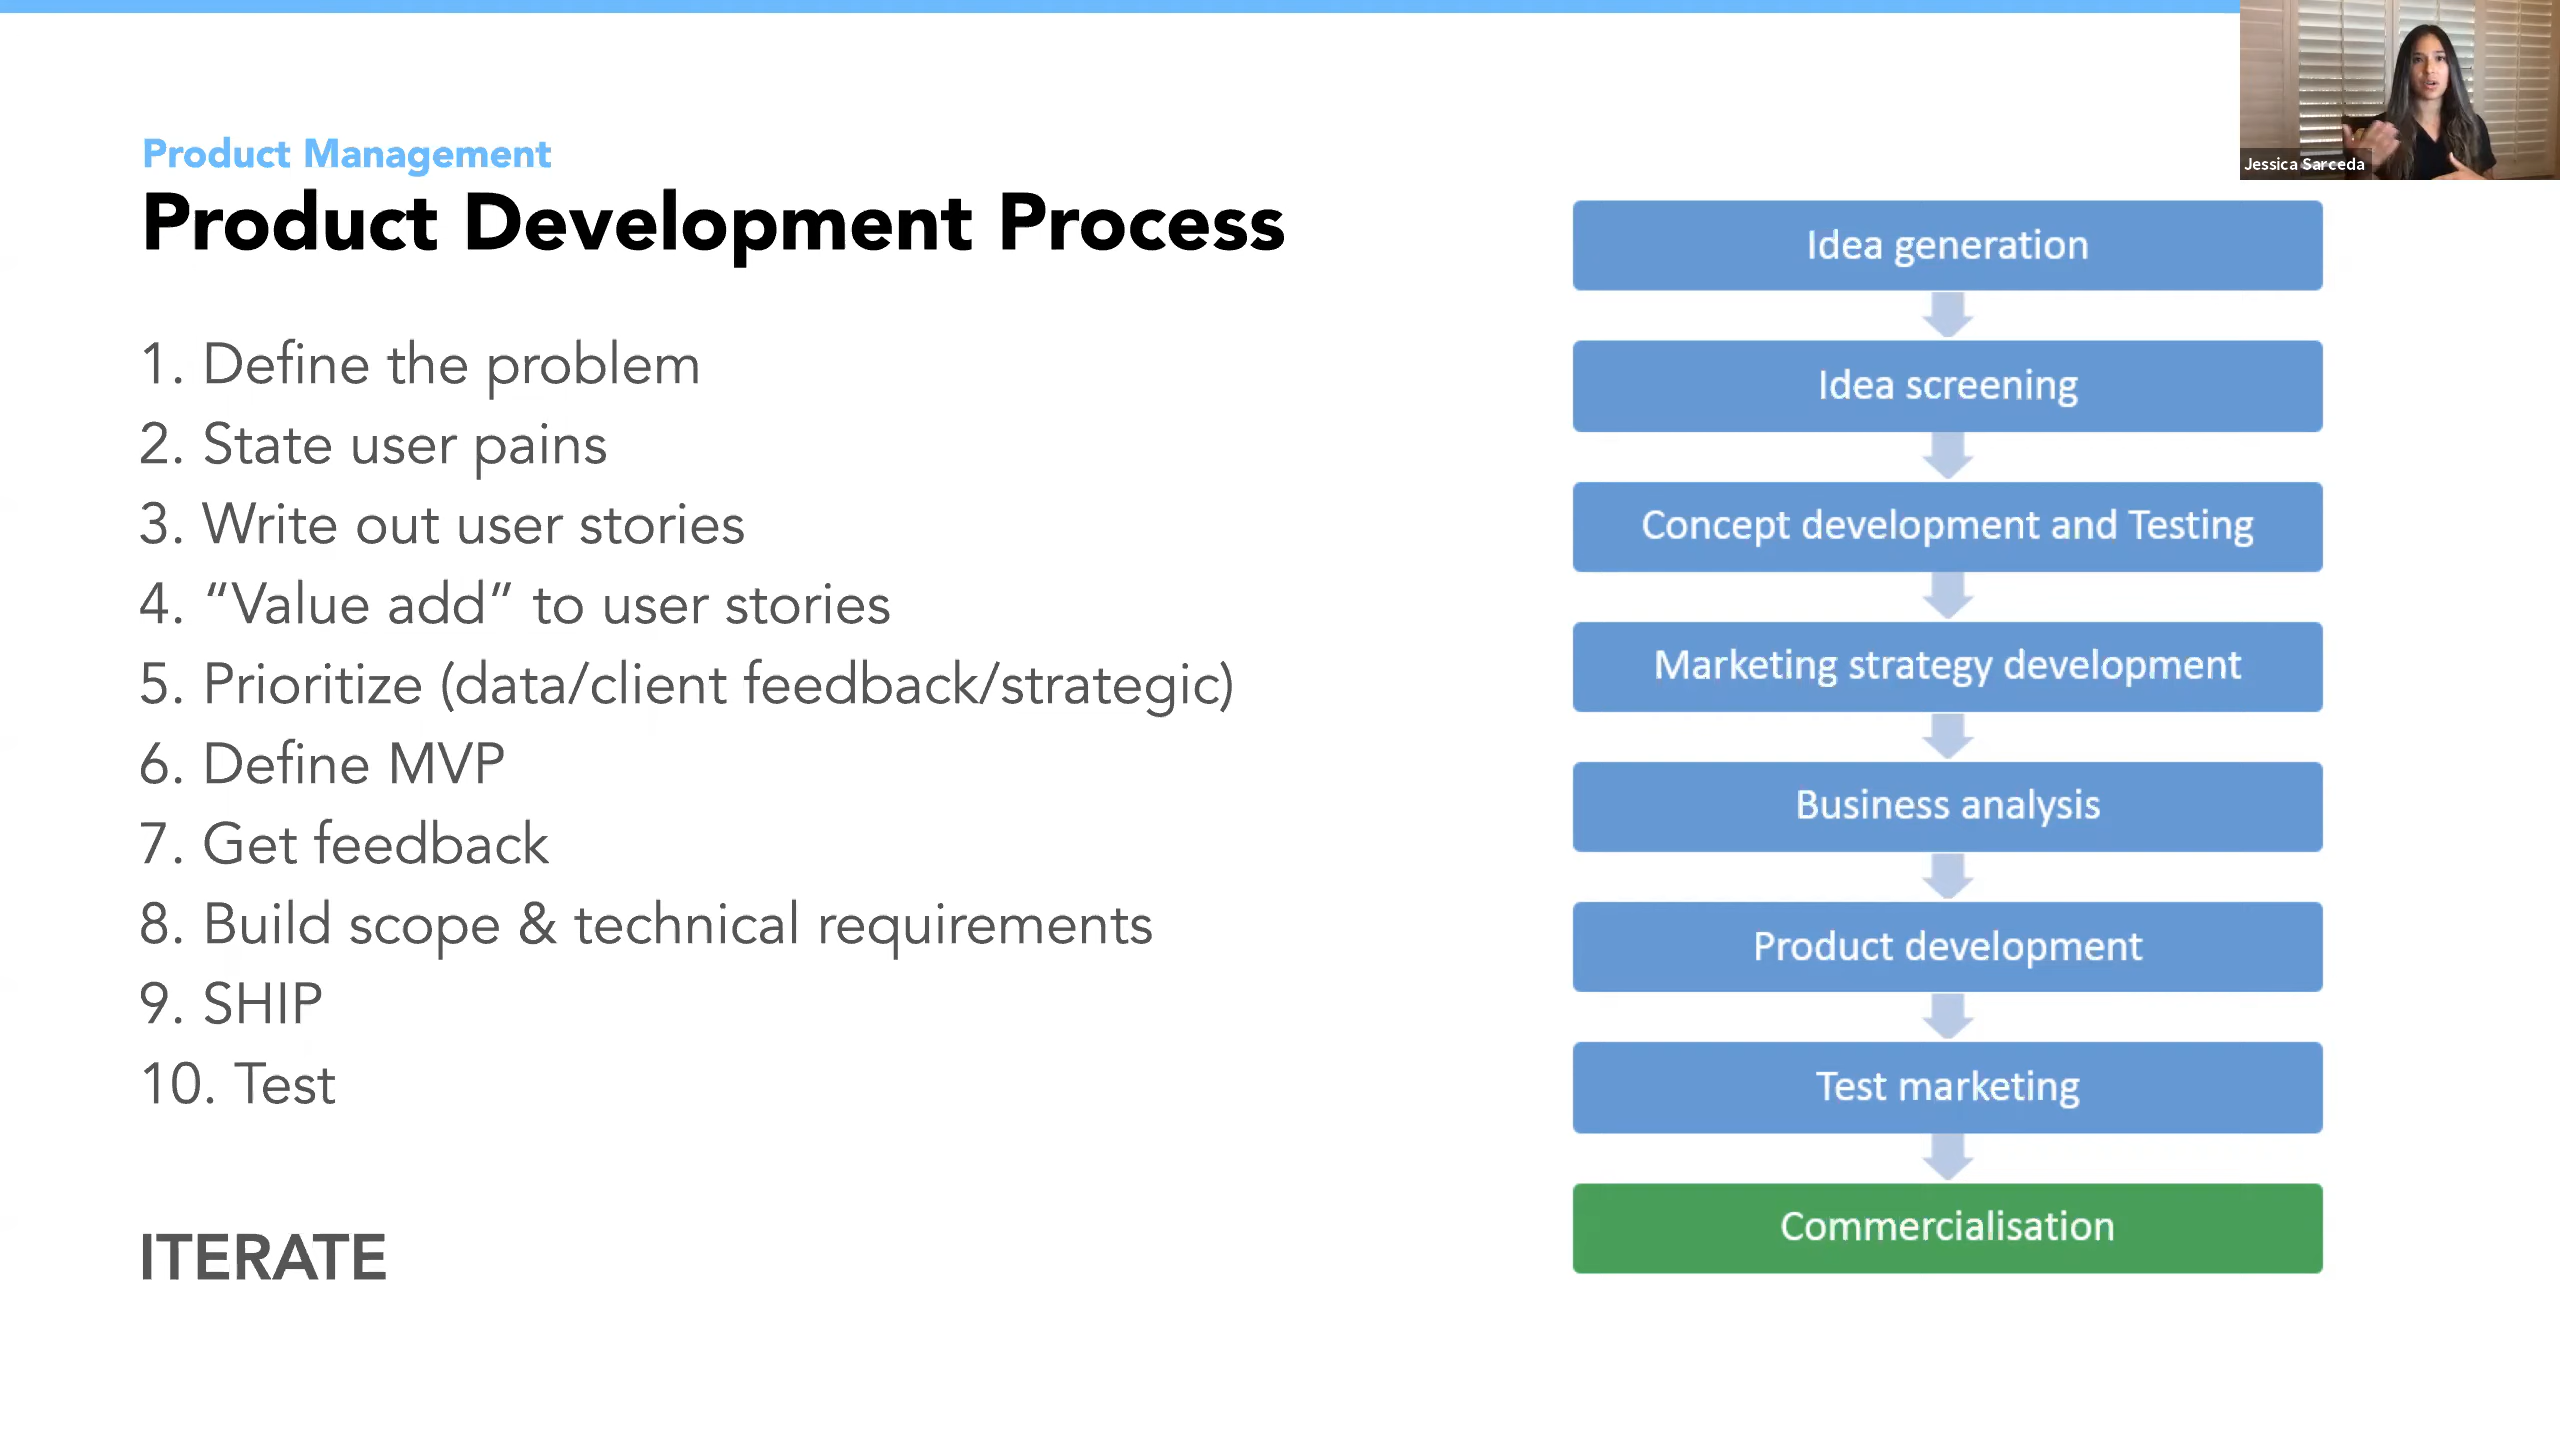 Product Management
Product Development Process
1. Define the problem
2. State user pains
3. Write out user stories
4. “Value add” to user stories
5. Prioritize (data/client feedback/strategic)
6. Define MVP
7. Get feedback
8. Build scope & technical requirements
9. SHIP
10. Test
ITERATE
Idea generation
Idea screening
Concept development and Testing
Marketing strategy development
Business analysis
Product development
Test marketing
Commercialisation
Jessica Sarceda